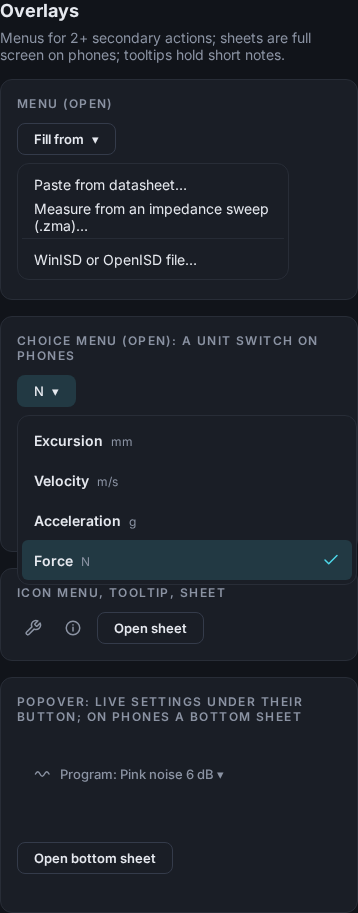 Overlays
Menus for 2+ secondary actions; sheets are full
screen on phones; tooltips hold short notes.
MENU (OPEN)
Fill from ▾
Paste from datasheet...
Measure from an impedance sweep
(.zma)...
WinISD or OpenISD file...
CHOICE MENU (OPEN): A UNIT SWITCH ON
PHONES
N ▾
Excursion mm
Velocity m/s
Acceleration g
Force N
ICON MENU, TOOLTIP, SHEET
Open sheet
POPOVER: LIVE SETTINGS UNDER THEIR
BUTTON; ON PHONES A BOTTOM SHEET
Program: Pink noise 6 dB ▾
Open bottom sheet